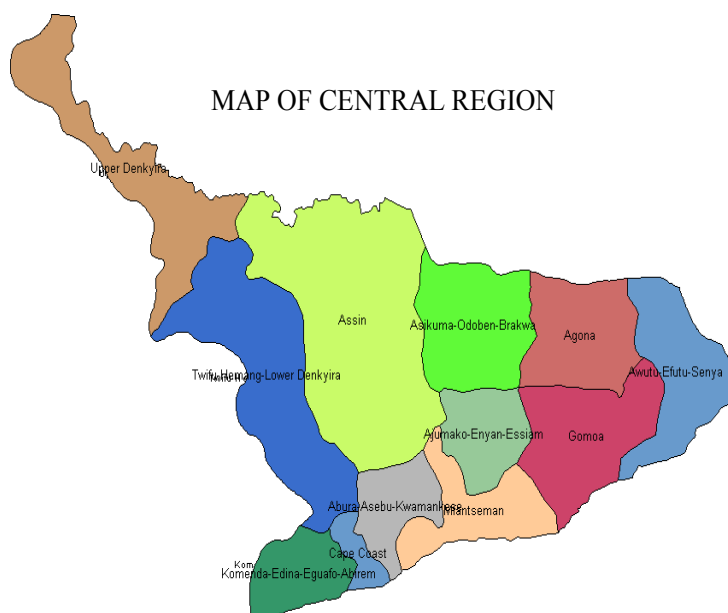 MAP OF CENTRAL REGION
Upper Denkyira
Assin
Asikuma-Odoben-Brakwa
Agona
Twifu-Hemang-Lower Denkyira
Awutu-Efutu-Senya
Ajumako-Enyan-Essiam
Gomoa
Abura-Asebu-Kwamankese
Mfantseman
Cape Coast
Kom
Komenda-Edina-Eguafo-Abirem